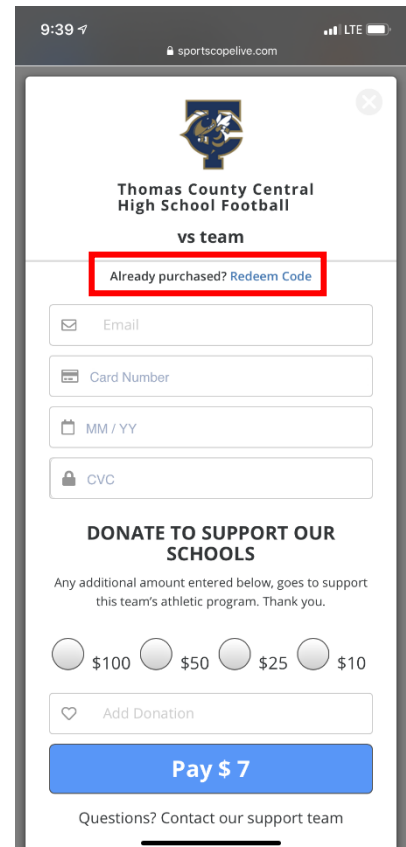 9:39 LTE
sportscopelive.com
TC
Thomas County Central
High School Football
vs team
Already purchased? Redeem Code
Email
Card Number
MM / YY
CVC
DONATE TO SUPPORT OUR
SCHOOLS
Any additional amount entered below, goes to support
this team's athletic program. Thank you.
$100 $50 $25 $10
Add Donation
Pay $ 7
Questions? Contact our support team